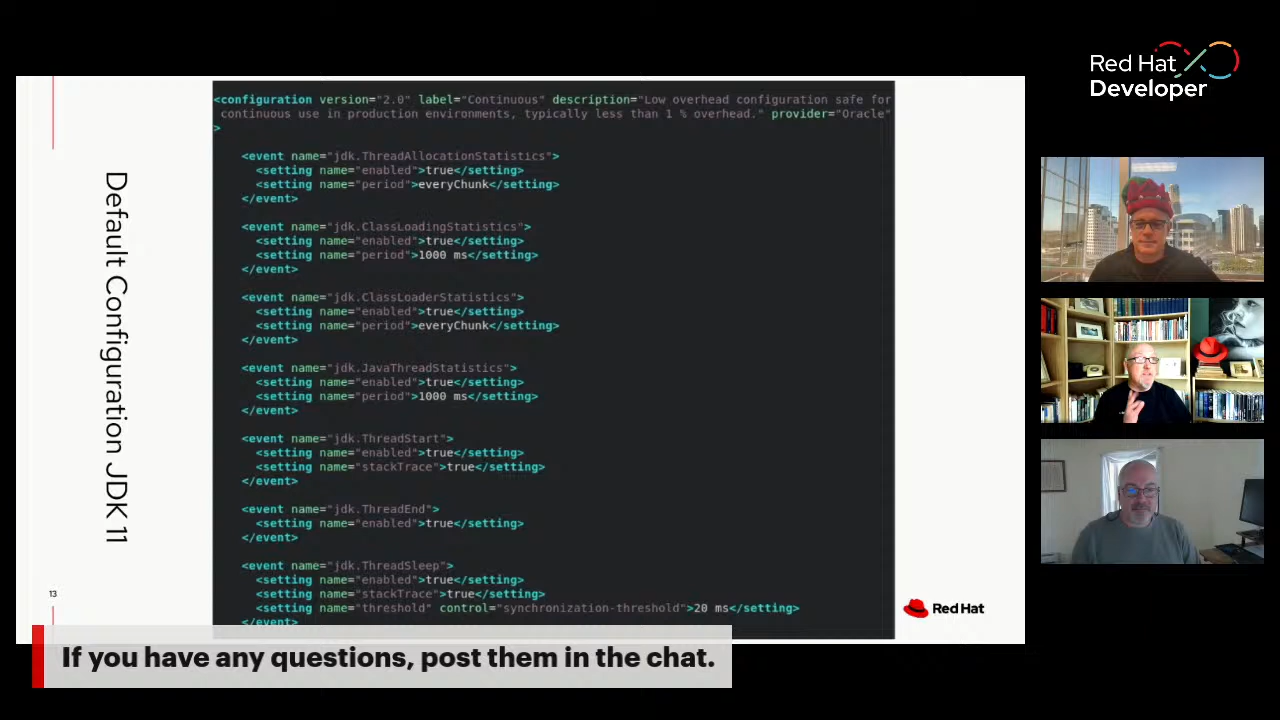 Red Hat
Developer
Default Configuration JDK 11
<configuration version="2.0" label="Continuous" description="Low overhead configuration safe for
continuous use in production environments, typically less than 1 % overhead." provider="Oracle"
>
<event name="jdk.ThreadAllocationStatistics">
<setting name="enabled">true</setting>
<setting name="period">everyChunk</setting>
</event>
<event name="jdk.ClassLoadingStatistics">
<setting name="enabled">true</setting>
<setting name="period">1000 ms</setting>
</event>
<event name="jdk.ClassLoaderStatistics">
<setting name="enabled">true</setting>
<setting name="period">everyChunk</setting>
</event>
<event name="jdk.JavaThreadStatistics">
<setting name="enabled">true</setting>
<setting name="period">1000 ms</setting>
</event>
<event name="jdk.ThreadStart">
<setting name="enabled">true</setting>
<setting name="stackTrace">true</setting>
</event>
<event name="jdk.ThreadEnd">
<setting name="enabled">true</setting>
</event>
<event name="jdk.ThreadSleep">
<setting name="enabled">true</setting>
<setting name="stackTrace">true</setting>
<setting name="threshold" control="synchronization-threshold">20 ms</setting>
</event>
13
Red Hat
If you have any questions, post them in the chat.